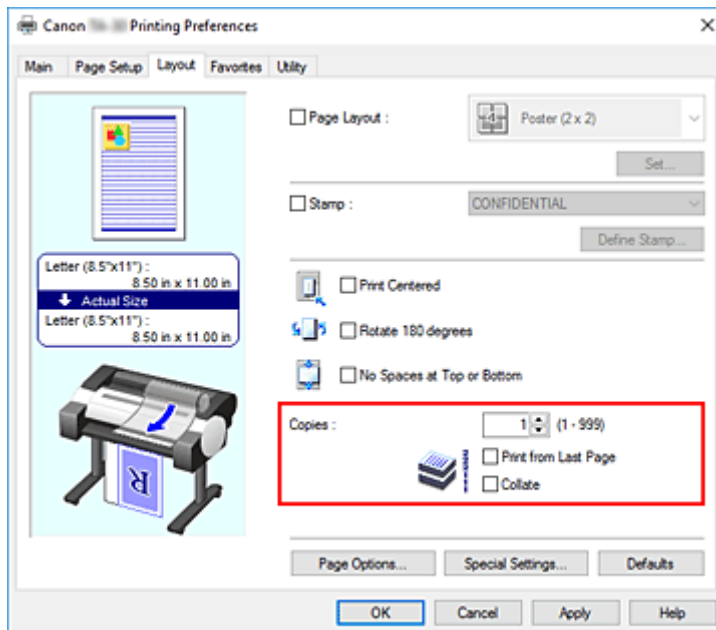 Canon Printing Preferences
Main Page Setup Layout Favorites Utility
Page Layout :
Poster (2 x 2)
Set...
Stamp :
CONFIDENTIAL
Define Stamp...
Letter (8.5"x11") :
8.50 in x 11.00 in
Actual Size
Letter (8.5"x11") :
8.50 in x 11.00 in
Print Centered
Rotate 180 degrees
No Spaces at Top or Bottom
Copies : 1 (1 - 999)
Print from Last Page
Collate
R
Page Options... Special Settings... Defaults
OK Cancel Apply Help